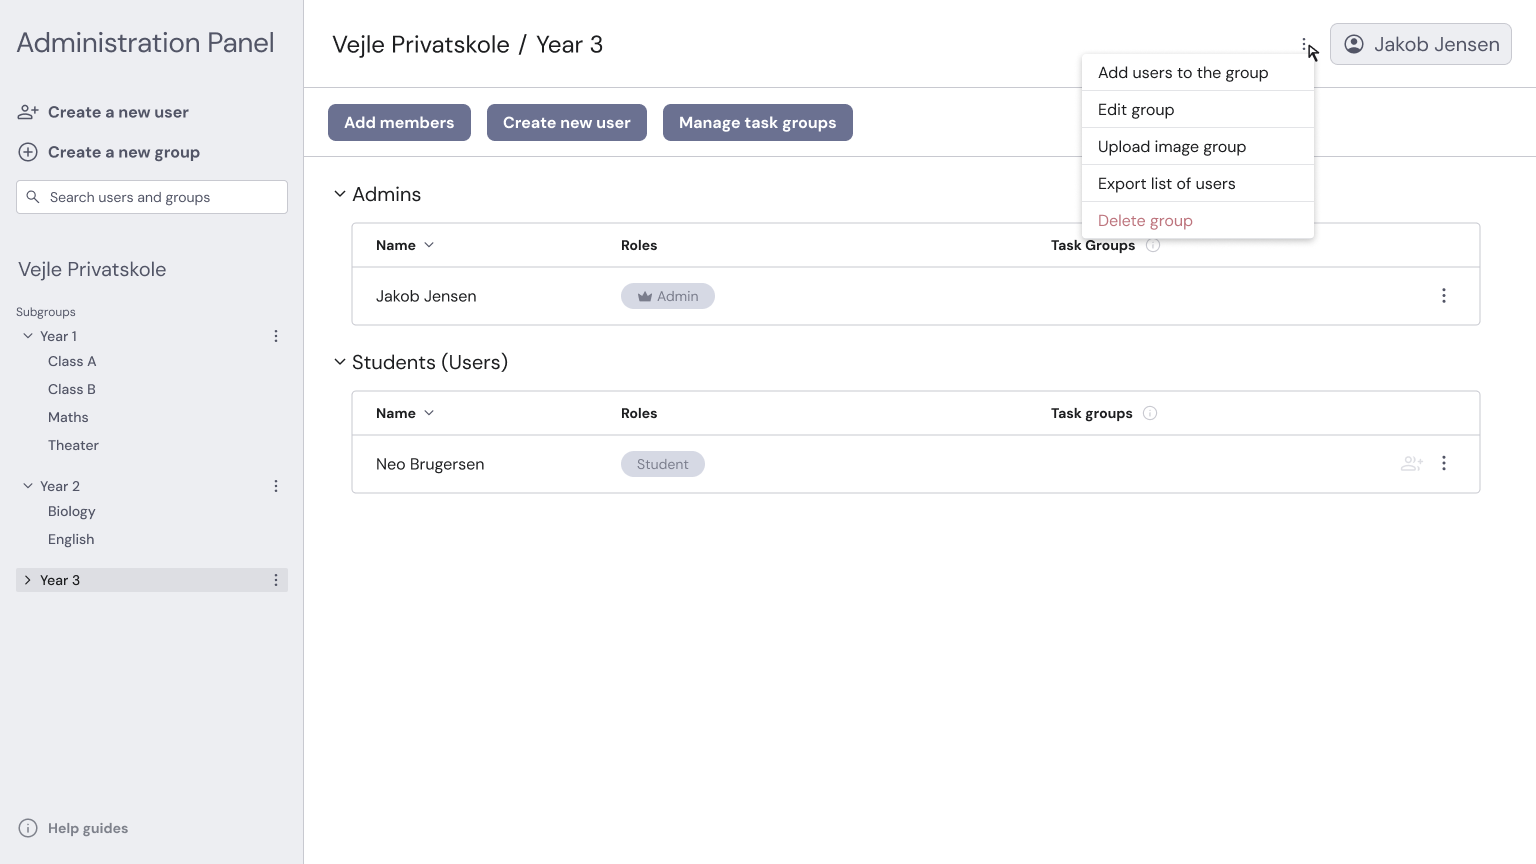 Administration Panel
Create a new user
Create a new group
Search users and groups
Vejle Privatskole
Subgroups
Year 1
Class A
Class B
Maths
Theater
Year 2
Biology
English
Year 3
Help guides
Vejle Privatskole / Year 3
Jakob Jensen
Add users to the group
Edit group
Upload image group
Export list of users
Delete group
Add members Create new user Manage task groups
Admins
Name Roles Task Groups
Jakob Jensen Admin
Students (Users)
Name Roles Task groups
Neo Brugersen Student